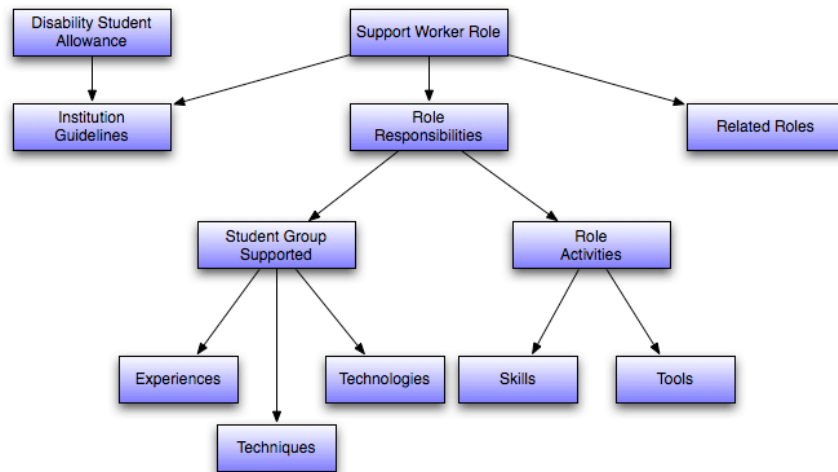 Disability Student
Allowance
Support Worker Role
Institution
Guidelines
Role
Responsibilities
Related Roles
Student Group
Supported
Role
Activities
Experiences
Technologies
Skills
Tools
Techniques